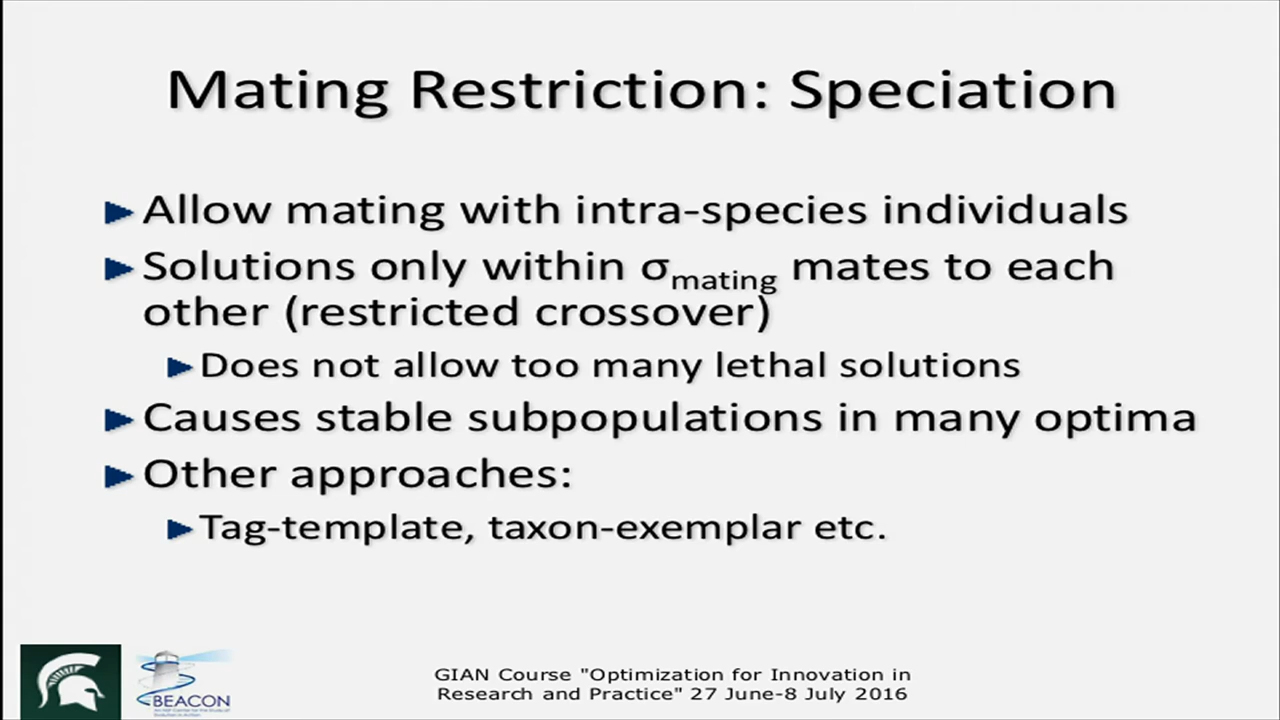 Mating Restriction: Speciation
Allow mating with intra-species individuals
Solutions only within σmating mates to each
other (restricted crossover)
Does not allow too many lethal solutions
Causes stable subpopulations in many optima
Other approaches:
Tag-template, taxon-exemplar etc.
BEACON
GIAN Course "Optimization for Innovation in
Research and Practice" 27 June-8 July 2016